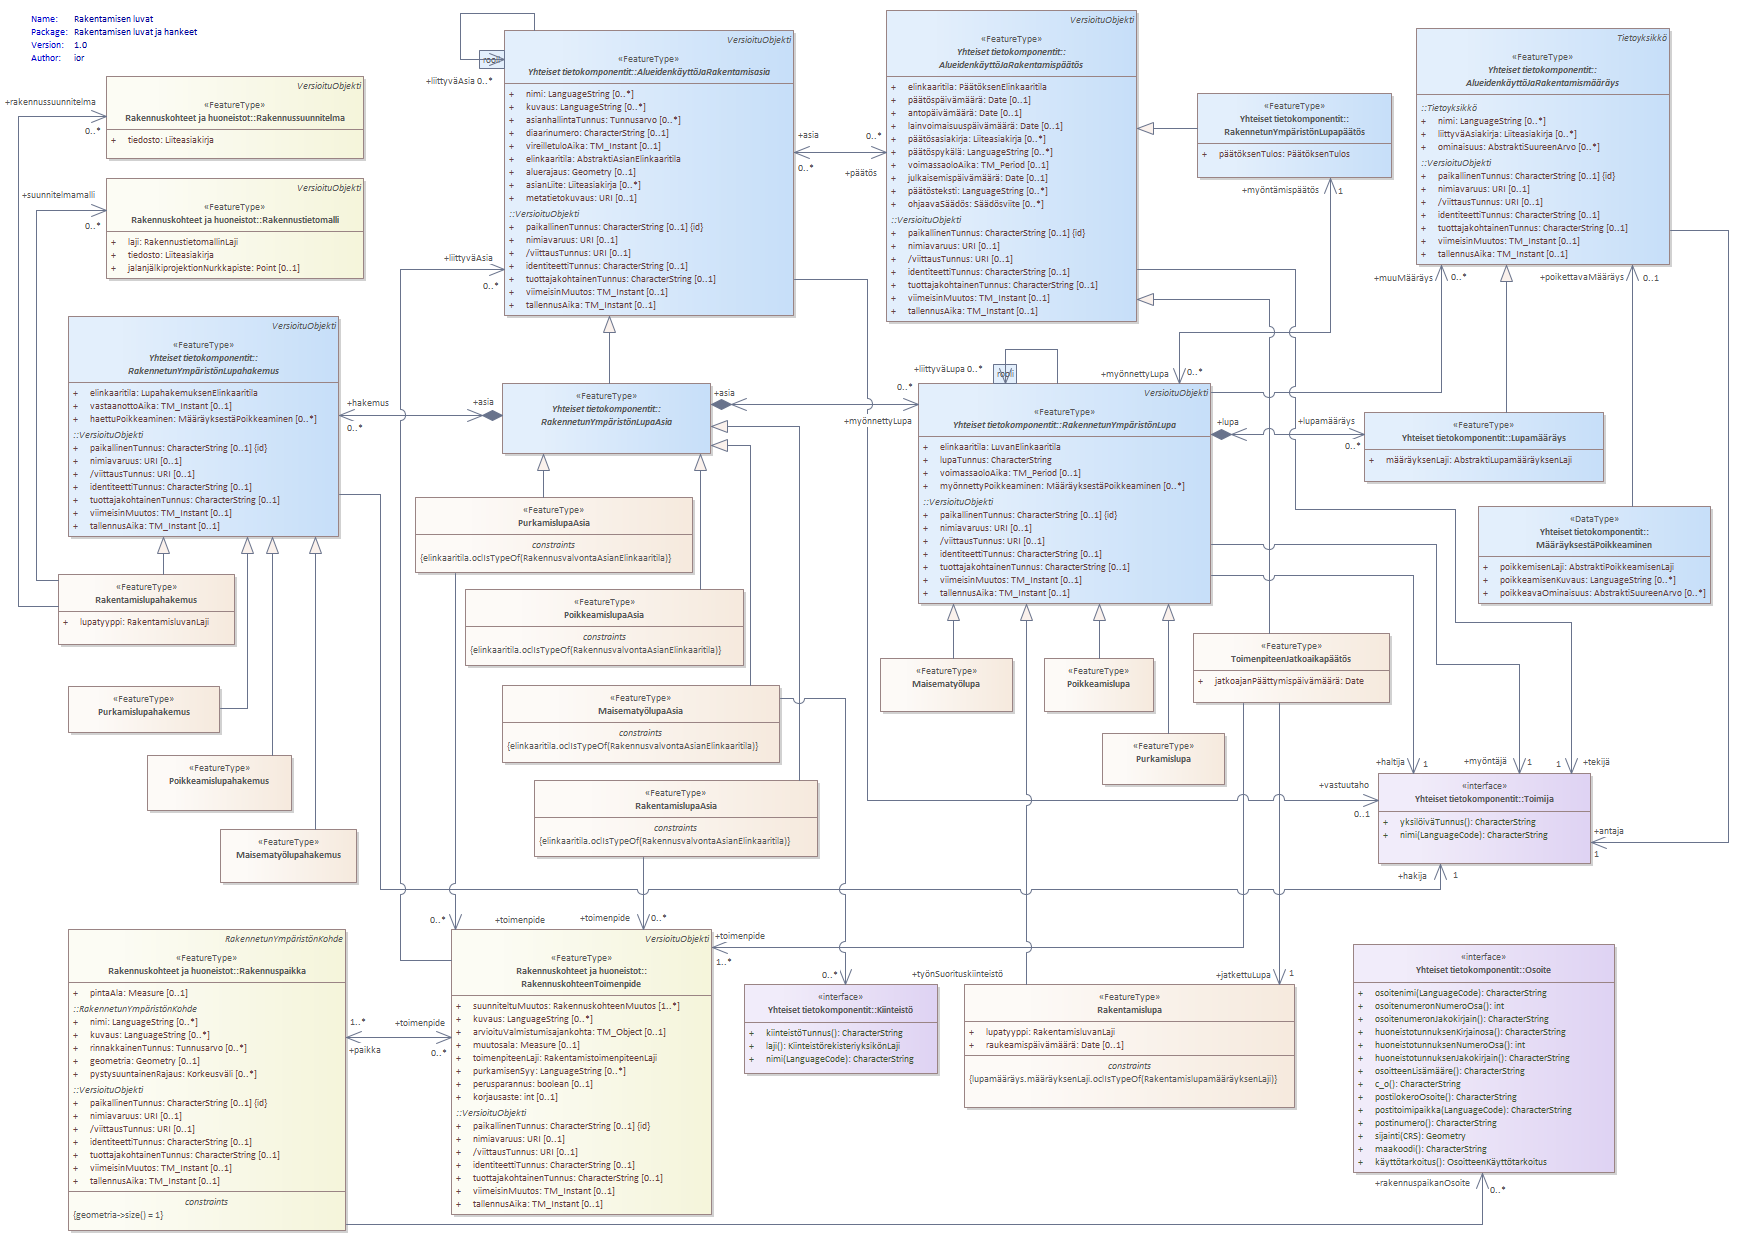 Name: Rakentamisen luvat
Package: Rakentamisen luvat ja hankeet
Version: 1.0
Author: ior
VersioituObjekti
«FeatureType»
Rakennuskohteet ja huoneistot::Rakennussuunnitelma
+ tiedosto: Liiteasiakirja
+rakennussuunnitelma
0..*
VersioituObjekti
«FeatureType»
Rakennuskohteet ja huoneistot::Rakennustietomalli
+ laji: RakennustietomallinLaji
+ tiedosto: Liiteasiakirja
+ jalanjälkiprojektionNurkkapiste: Point [0..1]
+suunnitelmamalli
0..*
VersioituObjekti
«FeatureType»
Yhteiset tietokomponentit::AlueidenkäyttöJaRakentamisasia
+ nimi: LanguageString [0..*]
+ kuvaus: LanguageString [0..*]
+ asianhallintaTunnus: Tunnusarvo [0..*]
+ diaarinumero: CharacterString [0..1]
+ vireilletuloAika: TM_Instant [0..1]
+ elinkaaritila: AbstraktiAsianElinkaaritila
+ aluerajaus: Geometry [0..1]
+ asianLiite: Liiteasiakirja [0..*]
+ metatietokuvaus: URI [0..1]
::VersioituObjekti
+ paikallinenTunnus: CharacterString [0..1] {id}
+ nimiavaruus: URI [0..1]
+ /viittausTunnus: URI [0..1]
+ identiteettiTunnus: CharacterString [0..1]
+ tuottajakohtainenTunnus: CharacterString [0..1]
+ viimeisinMuutos: TM_Instant [0..1]
+ tallennusAika: TM_Instant [0..1]
rooli
+liittyväAsia 0..*
+liittyväAsia
0..*
+asia
0..*
0..*
+päätös
VersioituObjekti
«FeatureType»
Yhteiset tietokomponentit::
AlueidenkäyttöJaRakentamispäätös
+ elinkaaritila: PäätöksenElinkaaritila
+ päätöspäivämäärä: Date [0..1]
+ antopäivämäärä: Date [0..1]
+ lainvoimaisuuspäivämäärä: Date [0..1]
+ päätösasiakirja: Liiteasiakirja [0..*]
+ päätöspykälä: LanguageString [0..*]
+ voimassaoloAika: TM_Period [0..1]
+ julkaisemispäivämäärä: Date [0..1]
+ päätösteksti: LanguageString [0..*]
+ ohjaavaSäädös: Säädösviite [0..*]
::VersioituObjekti
+ paikallinenTunnus: CharacterString [0..1] {id}
+ nimiavaruus: URI [0..1]
+ /viittausTunnus: URI [0..1]
+ identiteettiTunnus: CharacterString [0..1]
+ tuottajakohtainenTunnus: CharacterString [0..1]
+ viimeisinMuutos: TM_Instant [0..1]
+ tallennusAika: TM_Instant [0..1]
«FeatureType»
Yhteiset tietokomponentit::
RakennetunYmpäristönLupapäätös
+ päätöksenTulos: PäätöksenTulos
+myöntämispäätös
1
Tietoyksikkö
«FeatureType»
Yhteiset tietokomponentit::
AlueidenkäyttöJaRakentamismääräys
::Tietoyksikkö
+ nimi: LanguageString [0..*]
+ liittyväAsiakirja: Liiteasiakirja [0..*]
+ ominaisuus: AbstraktiSuureenArvo [0..*]
::VersioituObjekti
+ paikallinenTunnus: CharacterString [0..1] {id}
+ nimiavaruus: URI [0..1]
+ /viittausTunnus: URI [0..1]
+ identiteettiTunnus: CharacterString [0..1]
+ tuottajakohtainenTunnus: CharacterString [0..1]
+ viimeisinMuutos: TM_Instant [0..1]
+ tallennusAika: TM_Instant [0..1]
+muuMääräys
0..*
+poikettavaMääräys
0..1
VersioituObjekti
«FeatureType»
Yhteiset tietokomponentit::
RakennetunYmpäristönLupahakemus
+ elinkaaritila: LupahakemuksenElinkaaritila
+ vastaanottoAika: TM_Instant [0..1]
+ haettuPoikkeaminen: MääräyksestäPoikkeaminen [0..*]
::VersioituObjekti
+ paikallinenTunnus: CharacterString [0..1] {id}
+ nimiavaruus: URI [0..1]
+ /viittausTunnus: URI [0..1]
+ identiteettiTunnus: CharacterString [0..1]
+ tuottajakohtainenTunnus: CharacterString [0..1]
+ viimeisinMuutos: TM_Instant [0..1]
+ tallennusAika: TM_Instant [0..1]
+hakemus
0..*
+asia
«FeatureType»
Yhteiset tietokomponentit::
RakennetunYmpäristönLupaAsia
+asia
0..*
+myönnettyLupa
+liittyväLupa 0..*
rooli
+myönnettyLupa
0..*
VersioituObjekti
«FeatureType»
Yhteiset tietokomponentit::RakennetunYmpäristönLupa
+ elinkaaritila: LuvanElinkaaritila
+ lupaTunnus: CharacterString
+ voimassaoloAika: TM_Period [0..1]
+ myönnettyPoikkeaminen: MääräyksestäPoikkeaminen [0..*]
::VersioituObjekti
+ paikallinenTunnus: CharacterString [0..1] {id}
+ nimiavaruus: URI [0..1]
+ /viittausTunnus: URI [0..1]
+ identiteettiTunnus: CharacterString [0..1]
+ tuottajakohtainenTunnus: CharacterString [0..1]
+ viimeisinMuutos: TM_Instant [0..1]
+ tallennusAika: TM_Instant [0..1]
+lupa
+lupamääräys
0..*
«FeatureType»
Yhteiset tietokomponentit::Lupamääräys
+ määräyksenLaji: AbstraktiLupamääräyksenLaji
«DataType»
Yhteiset tietokomponentit::
MääräyksestäPoikkeaminen
+ poikkemisenLaji: AbstraktiPoikkeamisenLaji
+ poikkeamisenKuvaus: LanguageString [0..*]
+ poikkeavaOminaisuus: AbstraktiSuureenArvo [0..*]
«FeatureType»
PurkamislupaAsia
constraints
{elinkaaritila.oclIsTypeOf(RakennusvalvontaAsianElinkaaritila)}
«FeatureType»
PoikkeamislupaAsia
constraints
{elinkaaritila.oclIsTypeOf(RakennusvalvontaAsianElinkaaritila)}
«FeatureType»
MaisematyölupaAsia
constraints
{elinkaaritila.oclIsTypeOf(RakennusvalvontaAsianElinkaaritila)}
«FeatureType»
RakentamislupaAsia
constraints
{elinkaaritila.oclIsTypeOf(RakennusvalvontaAsianElinkaaritila)}
«FeatureType»
Rakentamislupahakemus
+ lupatyyppi: RakentamisluvanLaji
«FeatureType»
Purkamislupahakemus
«FeatureType»
Poikkeamislupahakemus
«FeatureType»
Maisematyölupahakemus
«FeatureType»
Maisematyölupa
«FeatureType»
Poikkeamislupa
«FeatureType»
Purkamislupa
«FeatureType»
ToimenpiteenJatkoaikapäätös
+ jatkoajanPäättymispäivämäärä: Date
+haltija
1
+myöntäjä
1
1
+tekijä
+vastuutaho
0..1
«interface»
Yhteiset tietokomponentit::Toimija
+ yksilöiväTunnus(): CharacterString
+ nimi(LanguageCode): CharacterString
+antaja
1
+hakija
1
0..*
+toimenpide
+toimenpide
0..*
+toimenpide
1..*
RakennetunYmpäristönKohde
«FeatureType»
Rakennuskohteet ja huoneistot::Rakennuspaikka
+ pintaAla: Measure [0..1]
::RakennetunYmpäristönKohde
+ nimi: LanguageString [0..*]
+ kuvaus: LanguageString [0..*]
+ rinnakkainenTunnus: Tunnusarvo [0..*]
+ geometria: Geometry [0..1]
+ pystysuuntainenRajaus: Korkeusväli [0..*]
::VersioituObjekti
+ paikallinenTunnus: CharacterString [0..1] {id}
+ nimiavaruus: URI [0..1]
+ /viittausTunnus: URI [0..1]
+ identiteettiTunnus: CharacterString [0..1]
+ tuottajakohtainenTunnus: CharacterString [0..1]
+ viimeisinMuutos: TM_Instant [0..1]
+ tallennusAika: TM_Instant [0..1]
constraints
{geometria->size() = 1}
1..*
+paikka
+toimenpide
0..*
VersioituObjekti
«FeatureType»
Rakennuskohteet ja huoneistot::
RakennuskohteenToimenpide
+ suunniteltuMuutos: RakennuskohteenMuutos [1..*]
+ kuvaus: LanguageString [0..*]
+ arvioituValmistumisajankohta: TM_Object [0..1]
+ muutosala: Measure [0..1]
+ toimenpiteenLaji: RakentamistoimenpiteenLaji
+ purkamisenSyy: LanguageString [0..*]
+ perusparannus: boolean [0..1]
+ korjausaste: int [0..1]
::VersioituObjekti
+ paikallinenTunnus: CharacterString [0..1] {id}
+ nimiavaruus: URI [0..1]
+ /viittausTunnus: URI [0..1]
+ identiteettiTunnus: CharacterString [0..1]
+ tuottajakohtainenTunnus: CharacterString [0..1]
+ viimeisinMuutos: TM_Instant [0..1]
+ tallennusAika: TM_Instant [0..1]
0..*
+työnSuorituskiinteistö
«interface»
Yhteiset tietokomponentit::Kiinteistö
+ kiinteistöTunnus(): CharacterString
+ laji(): KiinteistörekisteriyksikönLaji
+ nimi(LanguageCode): CharacterString
+jatkettuLupa
1
«FeatureType»
Rakentamislupa
+ lupatyyppi: RakentamisluvanLaji
+ raukeamispäivämäärä: Date [0..1]
constraints
{lupamääräys.määräyksenLaji.oclIsTypeOf(RakentamislupamääräyksenLaji)}
«interface»
Yhteiset tietokomponentit::Osoite
+ osoitenimi(LanguageCode): CharacterString
+ osoitenumeronNumeroOsa(): int
+ osoitenumeronJakokirjain(): CharacterString
+ huoneistotunnuksenKirjainosa(): CharacterString
+ huoneistotunnuksenNumeroOsa(): int
+ huoneistotunnuksenJakokirjain(): CharacterString
+ osoitteenLisämääre(): CharacterString
+ c_o(): CharacterString
+ postilokeroOsoite(): CharacterString
+ postitoimipaikka(LanguageCode): CharacterString
+ postinumero(): CharacterString
+ sijainti(CRS): Geometry
+ maakoodi(): CharacterString
+ käyttötarkoitus(): OsoitteenKäyttötarkoitus
+rakennuspaikanOsoite
0..*